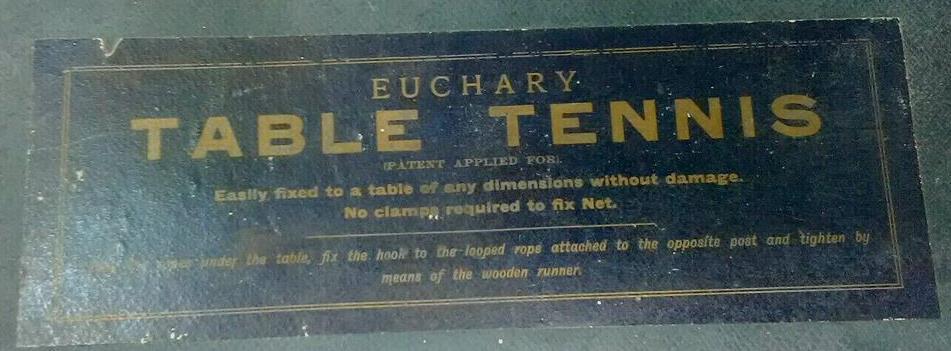 EUCHARY
TABLE TENNIS
(PATENT APPLIED FOR).
Easily fixed to a table of any dimensions without damage.
No clamps required to fix Net.
under the table, fix the hook to the looped rope attached to the opposite post and tighten by
means of the wooden runner.